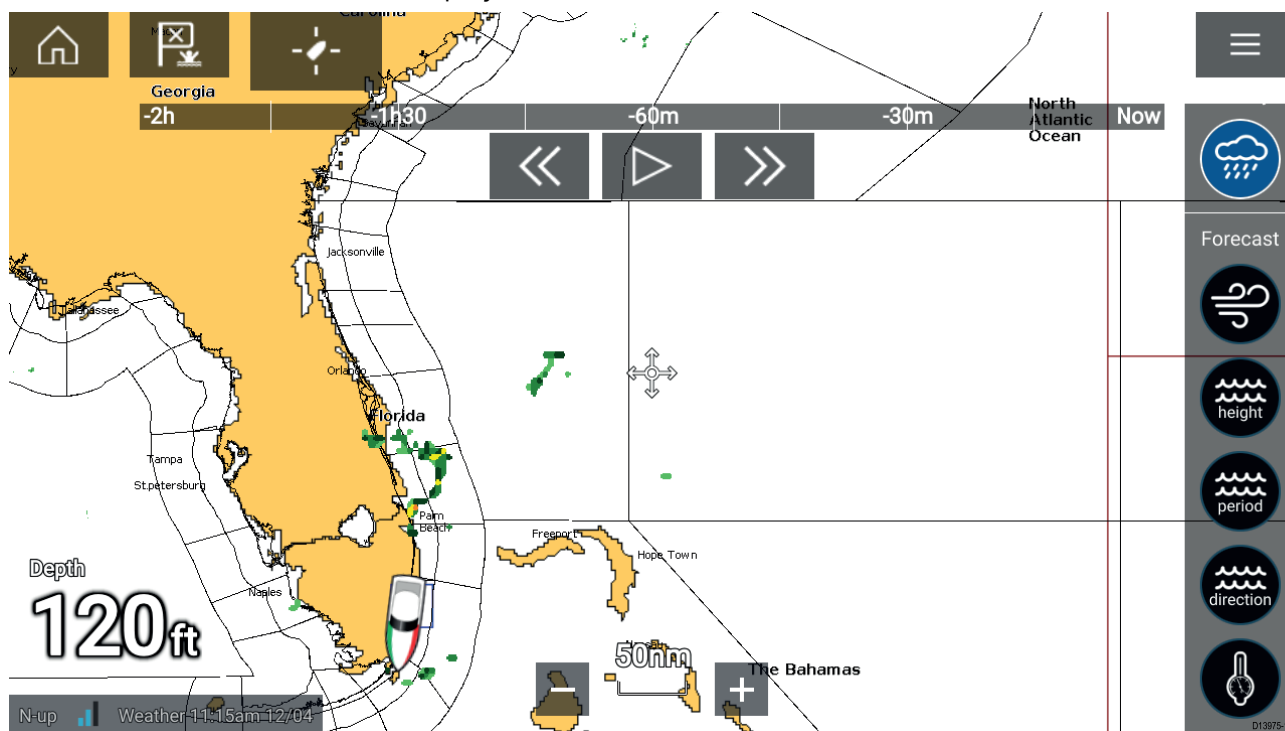 Carolina
Georgia
-2h
-1h30
-60m
-30m
Now
Savannah
North
Atlantic
Ocean
Forecast
Jacksonville
Tallahassee
Orlando
Florida
height
Tampa
St.petersburg
period
Palm
Beach
Freeport
Hope Town
Depth
120ft
Naples
direction
50nm
The Bahamas
N-up
Weather 11:15am 12/04
D13975-